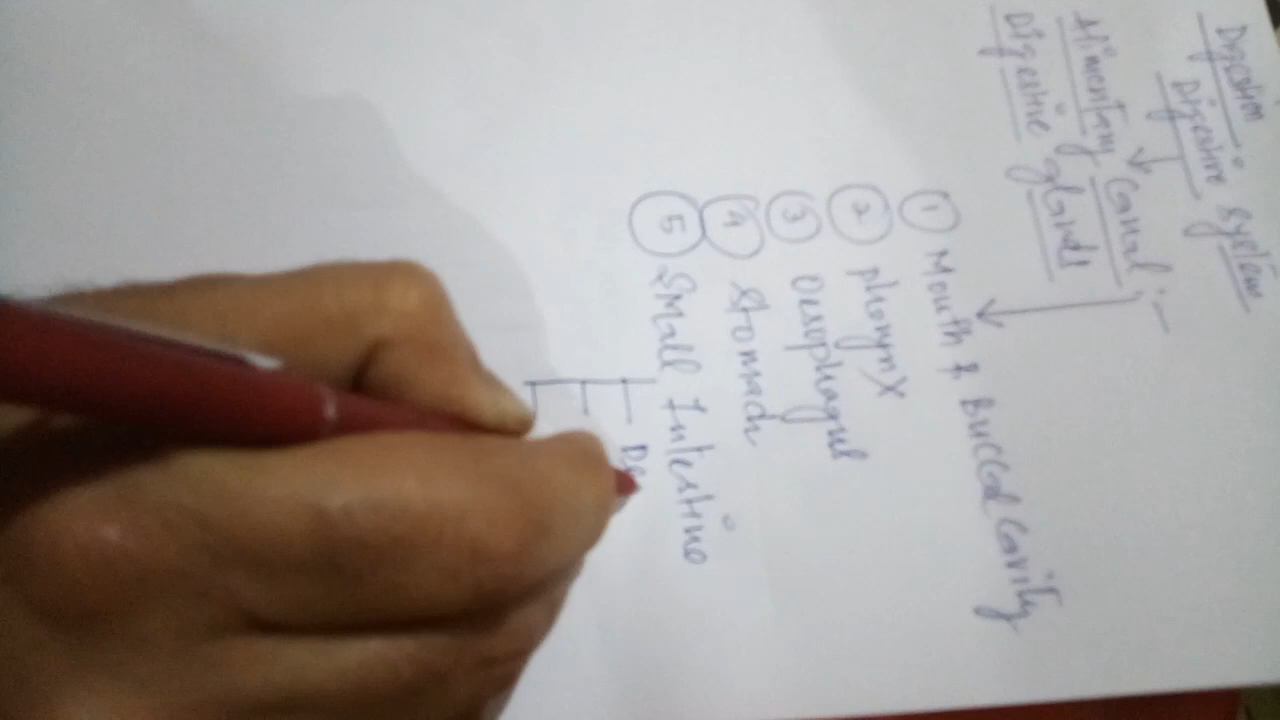 Digestion
Digestive System
Alimentary Canal :-
Digestive glands
① Mouth & Buccal Cavity
② pharynx
③ Oesophagus
④ Stomach
⑤ Small Intestine